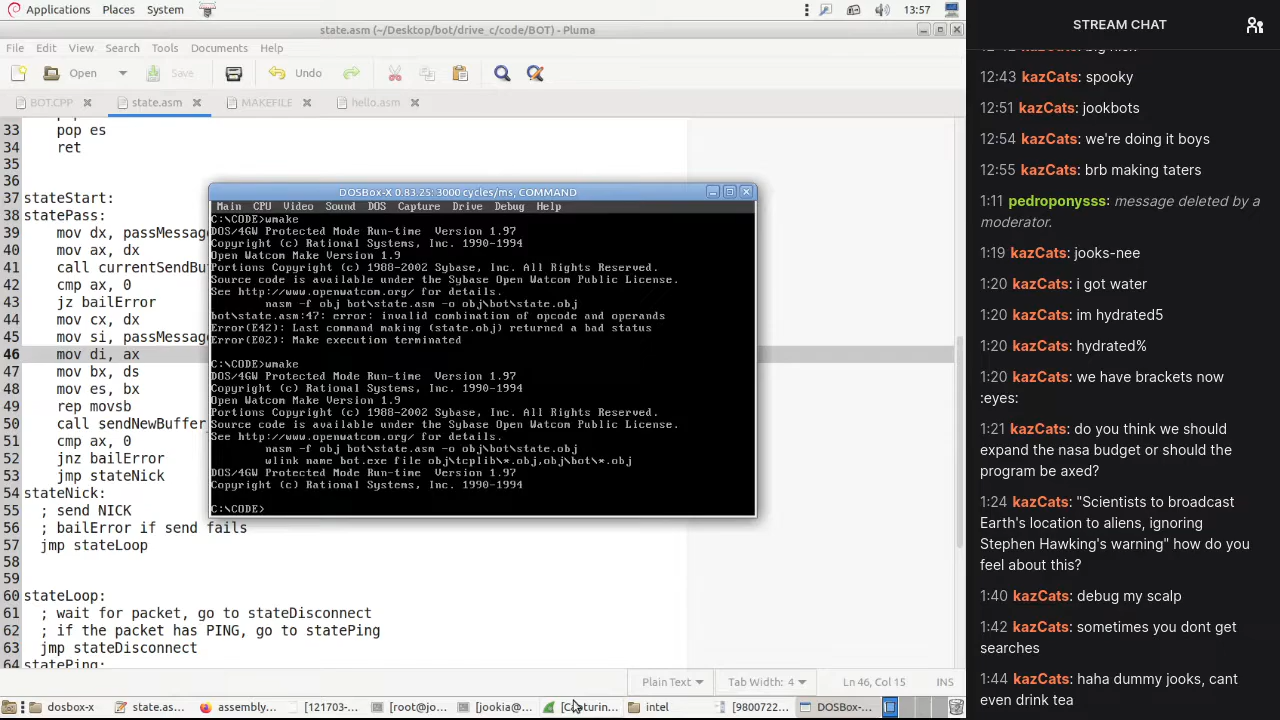 Applications Places System 13:57
state.asm (~/Desktop/bot/drive_c/code/BOT) - Pluma
File Edit View Search Tools Documents Help
Open Save Undo
BOT.CPP state.asm MAKEFILE hello.asm
33 pop es
34 ret
35
36
37 stateStart:
38 statePass:
39 mov dx, passMessag
40 mov ax, dx
41 call currentSendBu
42 cmp ax, 0
43 jz bailError
44 mov cx, dx
45 mov si, passMessag
46 mov di, ax
47 mov bx, ds
48 mov es, bx
49 rep movsb
50 call sendNewBuffer
51 cmp ax, 0
52 jnz bailError
53 jmp stateNick
54 stateNick:
55 ; send NICK
56 ; bailError if send fails
57 jmp stateLoop
58
59
60 stateLoop:
61 ; wait for packet, go to stateDisconnect
62 ; if the packet has PING, go to statePing
63 jmp stateDisconnect
64 statePing:
DOSBox-X 0.83.25: 3000 cycles/ms, COMMAND
Main CPU Video Sound DOS Capture Drive Debug Help
C:\CODE>wmake
DOS/4GW Protected Mode Run-time Version 1.97
Copyright (c) Rational Systems, Inc. 1990-1994
Open Watcom Make Version 1.9
Portions Copyright (c) 1988-2002 Sybase, Inc. All Rights Reserved.
Source code is available under the Sybase Open Watcom Public License.
See http://www.openwatcom.org/ for details.
nasm -f obj bot\state.asm -o obj\bot\state.obj
bot\state.asm:47: error: invalid combination of opcode and operands
Error(E42): Last command making (state.obj) returned a bad status
Error(E02): Make execution terminated
C:\CODE>wmake
DOS/4GW Protected Mode Run-time Version 1.97
Copyright (c) Rational Systems, Inc. 1990-1994
Open Watcom Make Version 1.9
Portions Copyright (c) 1988-2002 Sybase, Inc. All Rights Reserved.
Source code is available under the Sybase Open Watcom Public License.
See http://www.openwatcom.org/ for details.
nasm -f obj bot\state.asm -o obj\bot\state.obj
wlink name bot.exe file obj\tcplib\*.obj,obj\bot\*.obj
DOS/4GW Protected Mode Run-time Version 1.97
Copyright (c) Rational Systems, Inc. 1990-1994
C:\CODE>
Plain Text Tab Width: 4 Ln 46, Col 15 INS
dosbox-x state.as... assembly... [121703-... [root@jo... [jookia@... [Capturin... intel [9800722... DOSBox-...
STREAM CHAT
12:43 kazCats: spooky
12:51 kazCats: jookbots
12:54 kazCats: we're doing it boys
12:55 kazCats: brb making taters
1:11 pedroponysss: message deleted by a
moderator.
1:19 kazCats: jooks-nee
1:20 kazCats: i got water
1:20 kazCats: im hydrated5
1:20 kazCats: hydrated%
1:20 kazCats: we have brackets now
:eyes:
1:21 kazCats: do you think we should
expand the nasa budget or should the
program be axed?
1:24 kazCats: "Scientists to broadcast
Earth's location to aliens, ignoring
Stephen Hawking's warning" how do you
feel about this?
1:40 kazCats: debug my scalp
1:42 kazCats: sometimes you dont get
searches
1:44 kazCats: haha dummy jooks, cant
even drink tea